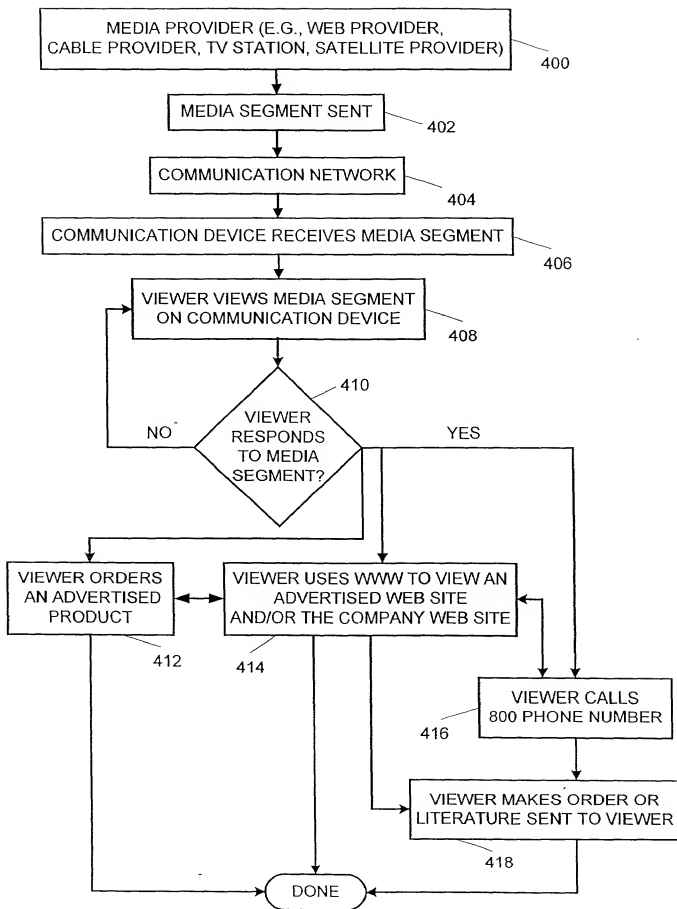 MEDIA PROVIDER (E.G., WEB PROVIDER,
CABLE PROVIDER, TV STATION, SATELLITE PROVIDER)
400
MEDIA SEGMENT SENT
402
COMMUNICATION NETWORK
404
COMMUNICATION DEVICE RECEIVES MEDIA SEGMENT
406
VIEWER VIEWS MEDIA SEGMENT
ON COMMUNICATION DEVICE
408
410
VIEWER
RESPONDS
TO MEDIA
SEGMENT?
NO
YES
VIEWER ORDERS
AN ADVERTISED
PRODUCT
412
VIEWER USES WWW TO VIEW AN
ADVERTISED WEB SITE
AND/OR THE COMPANY WEB SITE
414
VIEWER CALLS
800 PHONE NUMBER
416
VIEWER MAKES ORDER OR
LITERATURE SENT TO VIEWER
418
DONE